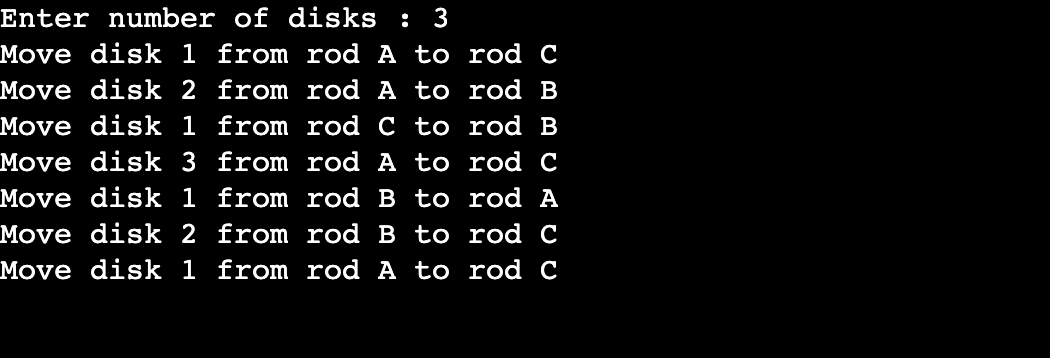 Enter number of disks : 3
Move disk 1 from rod A to rod C
Move disk 2 from rod A to rod B
Move disk 1 from rod C to rod B
Move disk 3 from rod A to rod C
Move disk 1 from rod B to rod A
Move disk 2 from rod B to rod C
Move disk 1 from rod A to rod C